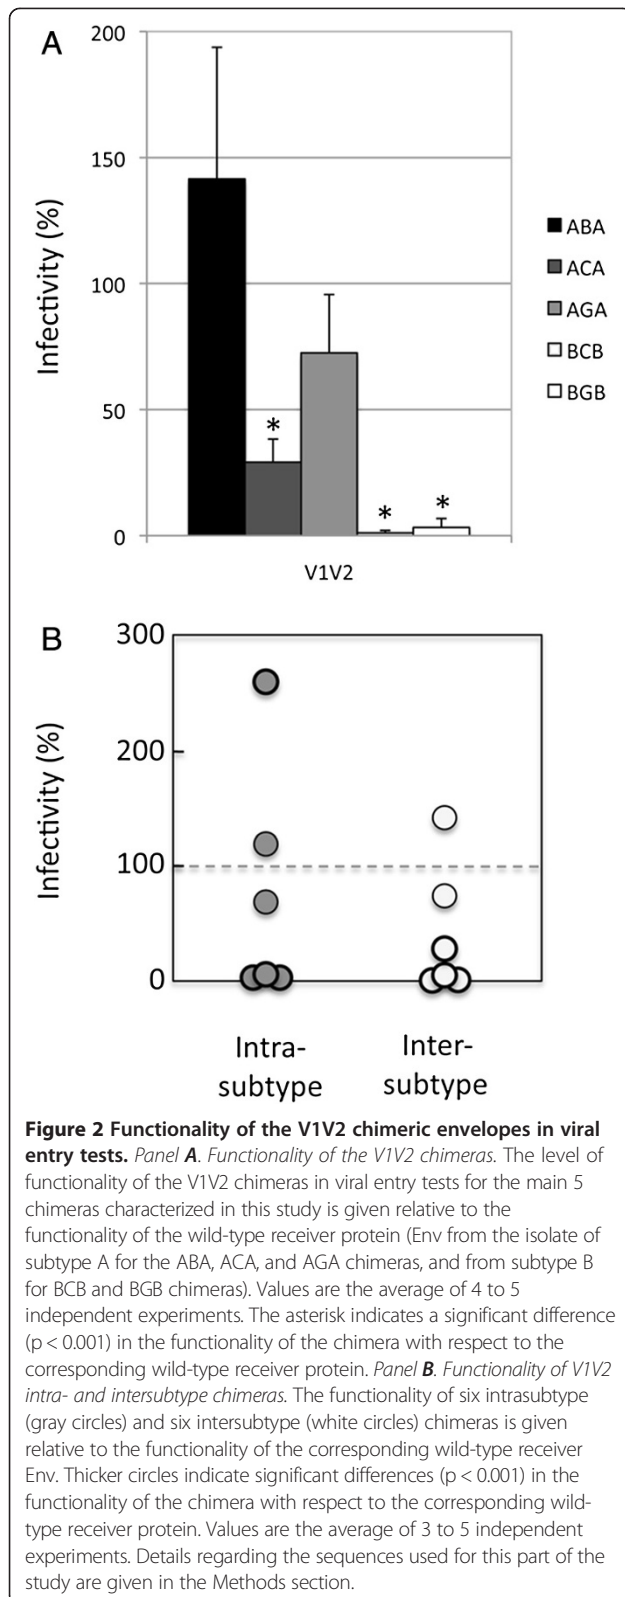 A
200
150
100
50
0
Infectivity (%)
*
*
*
V1V2
ABA
ACA
AGA
BCB
BGB
B
300
200
100
0
Infectivity (%)
Intra-
subtype
Inter-
subtype
Figure 2 Functionality of the V1V2 chimeric envelopes in viral
entry tests. Panel A. Functionality of the V1V2 chimeras. The level of
functionality of the V1V2 chimeras in viral entry tests for the main 5
chimeras characterized in this study is given relative to the
functionality of the wild-type receiver protein (Env from the isolate of
subtype A for the ABA, ACA, and AGA chimeras, and from subtype B
for BCB and BGB chimeras). Values are the average of 4 to 5
independent experiments. The asterisk indicates a significant difference
(p < 0.001) in the functionality of the chimera with respect to the
corresponding wild-type receiver protein. Panel B. Functionality of V1V2
intra- and intersubtype chimeras. The functionality of six intrasubtype
(gray circles) and six intersubtype (white circles) chimeras is given
relative to the functionality of the corresponding wild-type receiver
Env. Thicker circles indicate significant differences (p < 0.001) in the
functionality of the chimera with respect to the corresponding wild-
type receiver protein. Values are the average of 3 to 5 independent
experiments. Details regarding the sequences used for this part of the
study are given in the Methods section.